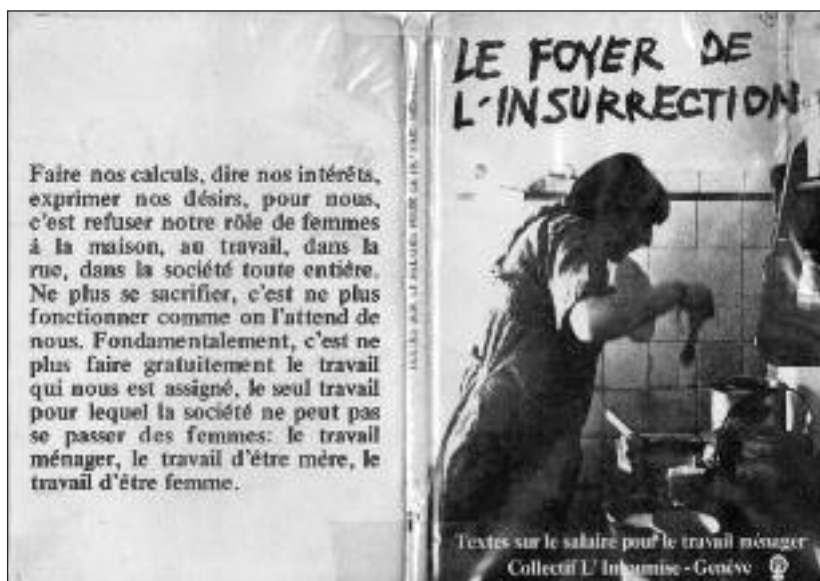 Faire nos calculs, dire nos intérêts,
exprimer nos désirs, pour nous,
c'est refuser notre rôle de femmes
à la maison, au travail, dans la
rue, dans la société toute entière.
Ne plus se sacrifier, c'est ne plus
fonctionner comme on l'attend de
nous. Fondamentalement, c'est ne
plus faire gratuitement le travail
qui nous est assigné, le seul travail
pour lequel la société ne peut pas
se passer des femmes: le travail
ménager, le travail d'être mère, le
travail d'être femme.
LE FOYER DE
L'INSURRECTION
Textes sur le salaire pour le travail ménager
Collectif L'Insoumise - Genève